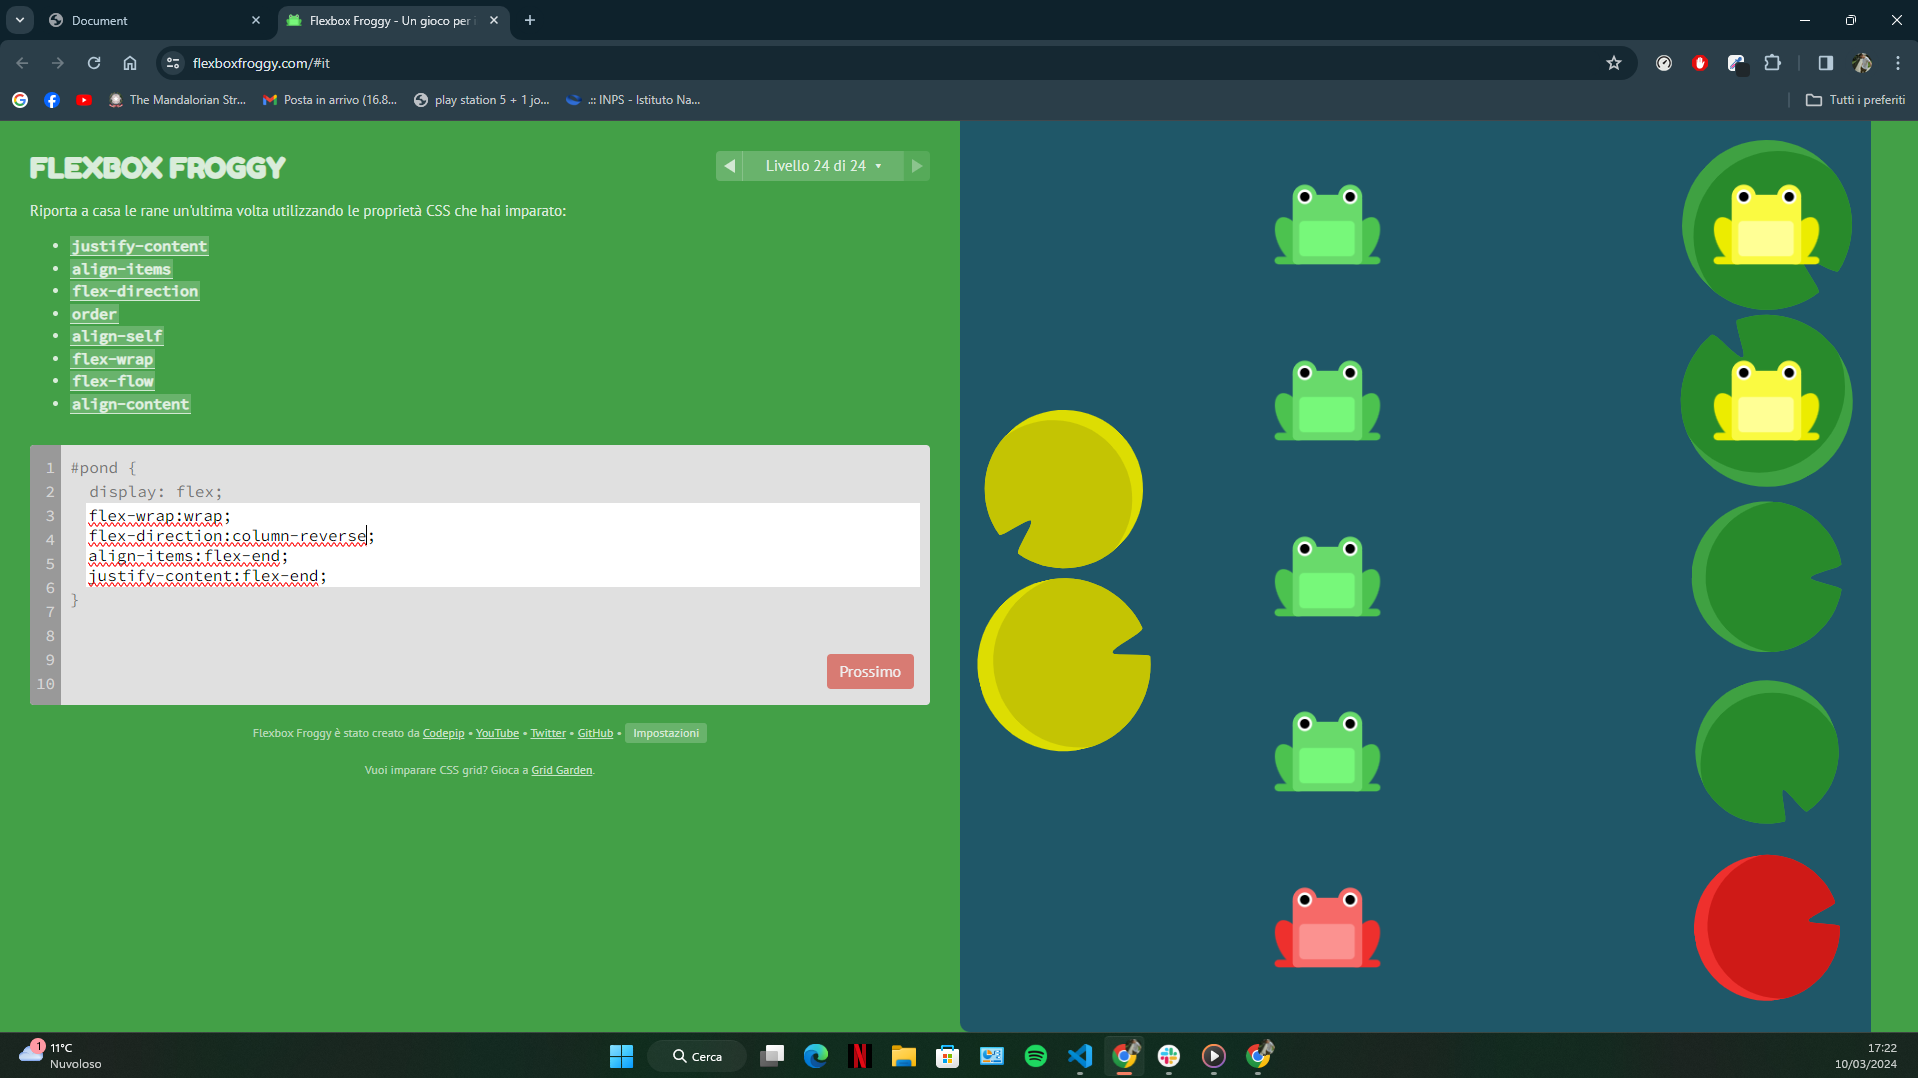 Document
Flexbox Froggy - Un gioco per i
flexboxfroggy.com/#it
The Mandalorian Str...
Posta in arrivo (16.8...
play station 5 + 1 jo...
.:: INPS - Istituto Na...
Tutti i preferiti
FLEXBOX FROGGY
Livello 24 di 24
Riporta a casa le rane un'ultima volta utilizzando le proprietà CSS che hai imparato:
justify-content
align-items
flex-direction
order
align-self
flex-wrap
flex-flow
align-content
1 #pond {
2 display: flex;
3 flex-wrap:wrap;
4 flex-direction:column-reverse;
5 align-items:flex-end;
6 justify-content:flex-end;
7 }
8
9
10
Prossimo
Flexbox Froggy è stato creato da Codepip • YouTube • Twitter • GitHub • Impostazioni
Vuoi imparare CSS grid? Gioca a Grid Garden.
1
11°C
Nuvoloso
Cerca
17:22
10/03/2024